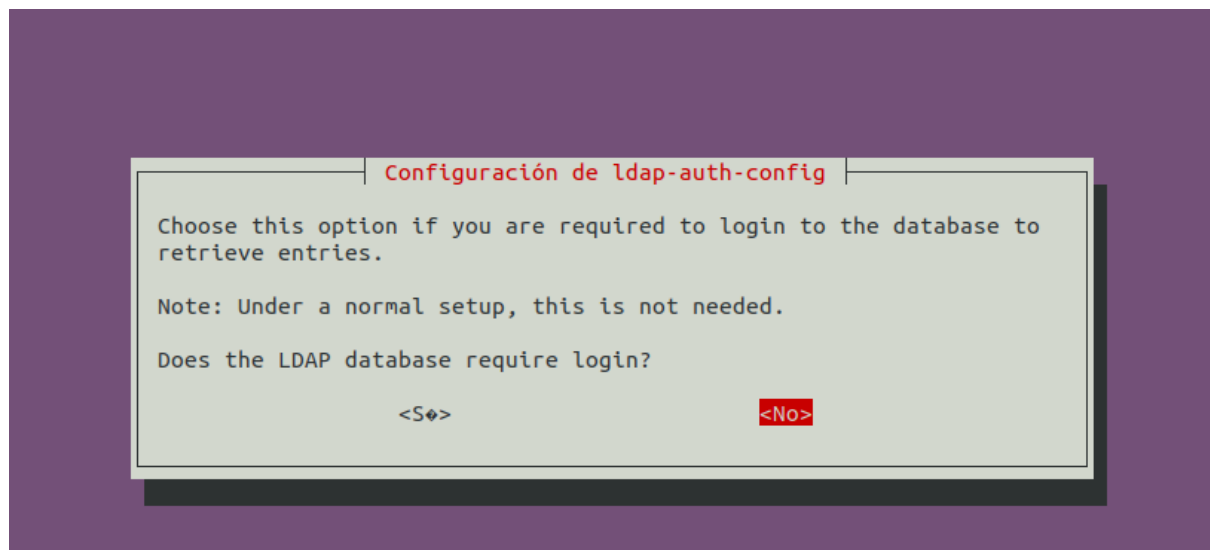 Configuración de ldap-auth-config
Choose this option if you are required to login to the database to
retrieve entries.
Note: Under a normal setup, this is not needed.
Does the LDAP database require login?
<S�> <No>